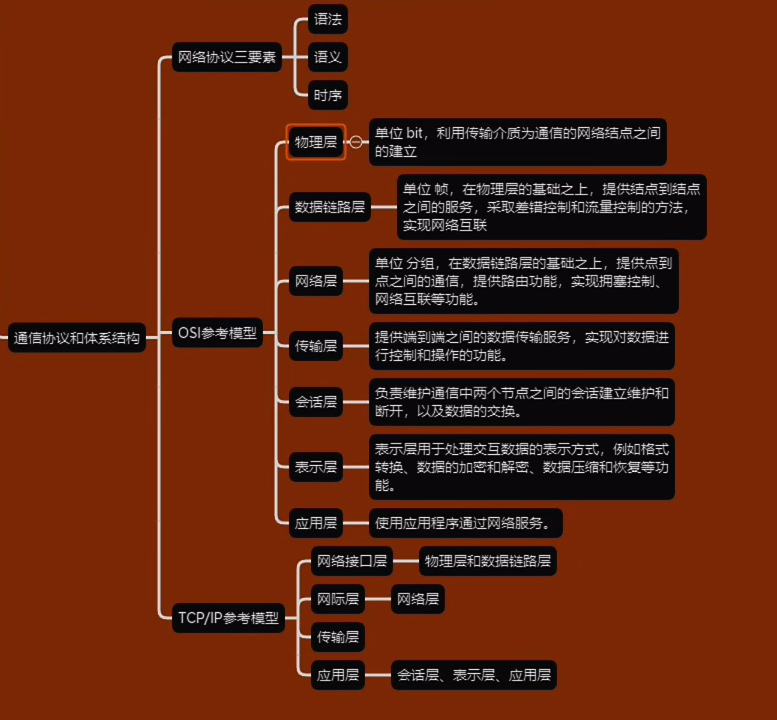 通信协议和体系结构
网络协议三要素
语法
语义
时序
OSI参考模型
物理层
单位 bit，利用传输介质为通信的网络结点之间
的建立
数据链路层
单位 帧，在物理层的基础之上，提供结点到结点
之间的服务，采取差错控制和流量控制的方法，
实现网络互联
网络层
单位 分组，在数据链路层的基础之上，提供点到
点之间的通信，提供路由功能，实现拥塞控制、
网络互联等功能。
传输层
提供端到端之间的数据传输服务，实现对数据进
行控制和操作的功能。
会话层
负责维护通信中两个节点之间的会话建立维护和
断开，以及数据的交换。
表示层
表示层用于处理交互数据的表示方式，例如格式
转换、数据的加密和解密、数据压缩和恢复等功
能。
应用层
使用应用程序通过网络服务。
TCP/IP参考模型
网络接口层
物理层和数据链路层
网际层
网络层
传输层
应用层
会话层、表示层、应用层